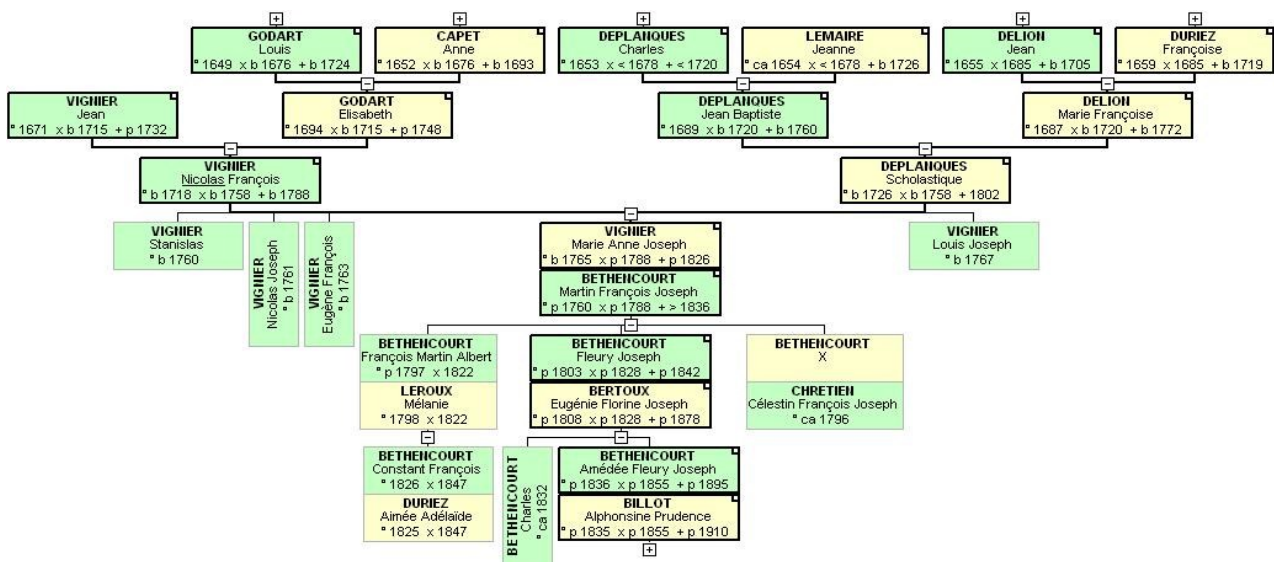 GODART
Louis
° 1649 x b 1676 + b 1724
CAPET
Anne
° 1652 x b 1676 + b 1693
DEPLANQUES
Charles
° 1653 x < 1678 + < 1720
LEMAIRE
Jeanne
° ca 1654 x < 1678 + b 1726
DELION
Jean
° 1655 x 1685 + b 1705
DURIEZ
Françoise
° 1659 x 1685 + b 1719
VIGNIER
Jean
° 1671 x b 1715 + p 1732
GODART
Elisabeth
° 1694 x b 1715 + p 1748
DEPLANQUES
Jean Baptiste
° 1689 x b 1720 + b 1760
DELION
Marie Françoise
° 1687 x b 1720 + b 1772
VIGNIER
Nicolas François
° b 1718 x b 1758 + b 1788
DEPLANQUES
Scholastique
° b 1726 x b 1758 + 1802
VIGNIER
Stanislas
° b 1760
VIGNIER
Nicolas Joseph
° b 1761
VIGNIER
Eugène François
° b 1763
VIGNIER
Marie Anne Joseph
° b 1765 x p 1788 + p 1826
BETHENCOURT
Martin François Joseph
° p 1760 x p 1788 + > 1836
VIGNIER
Louis Joseph
° b 1767
BETHENCOURT
François Martin Albert
° p 1797 x 1822
LEROUX
Mélanie
° 1798 x 1822
BETHENCOURT
Fleury Joseph
° p 1803 x p 1828 + p 1842
BERTOUX
Eugénie Florine Joseph
° p 1808 x p 1828 + p 1878
BETHENCOURT
X
CHRETIEN
Célestin François Joseph
° ca 1796
BETHENCOURT
Constant François
° 1826 x 1847
DURIEZ
Aimée Adélaïde
° 1825 x 1847
BETHENCOURT
Charles
° ca 1832
BETHENCOURT
Amédée Fleury Joseph
° p 1836 x p 1855 + p 1895
BILLOT
Alphonsine Prudence
° p 1835 x p 1855 + p 1910